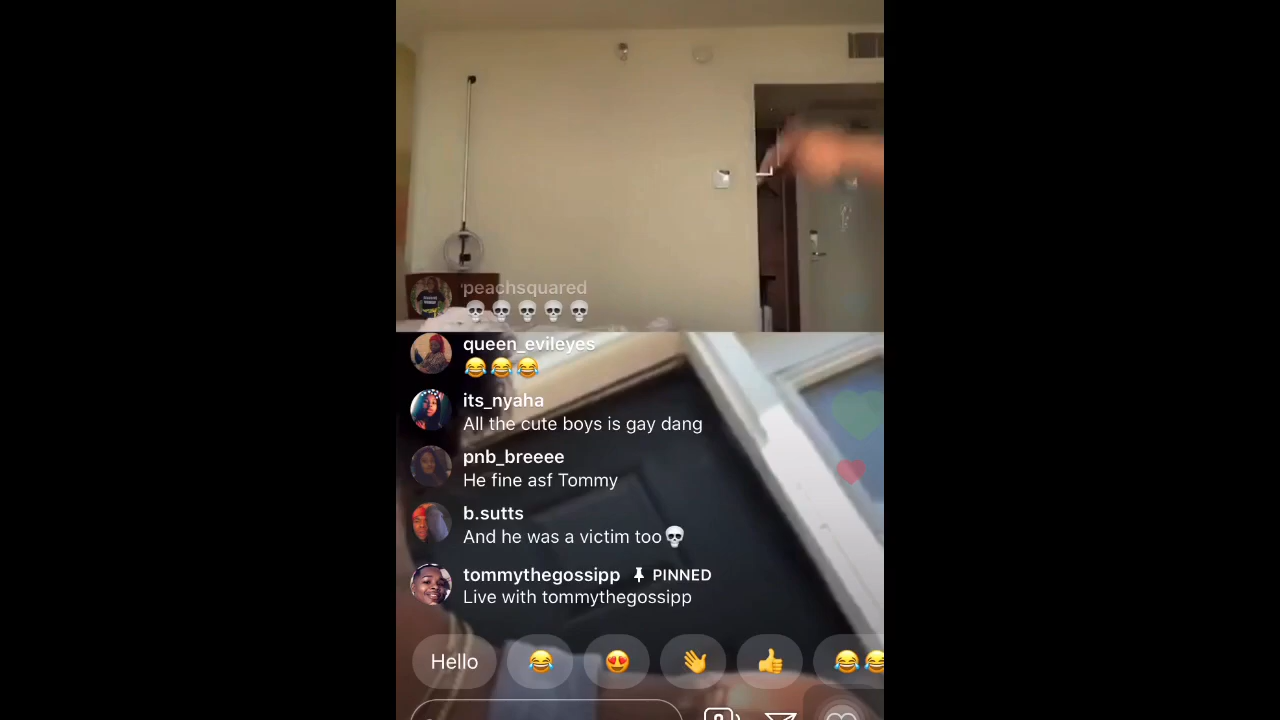 peachsquared
💀💀💀💀💀
queen_evileyes
😂😂😂
its_nyaha
All the cute boys is gay dang
pnb_breeee
He fine asf Tommy
b.sutts
And he was a victim too💀
tommythegossipp PINNED
Live with tommythegossipp
Hello 😂 😍 👋 👍 😂😂